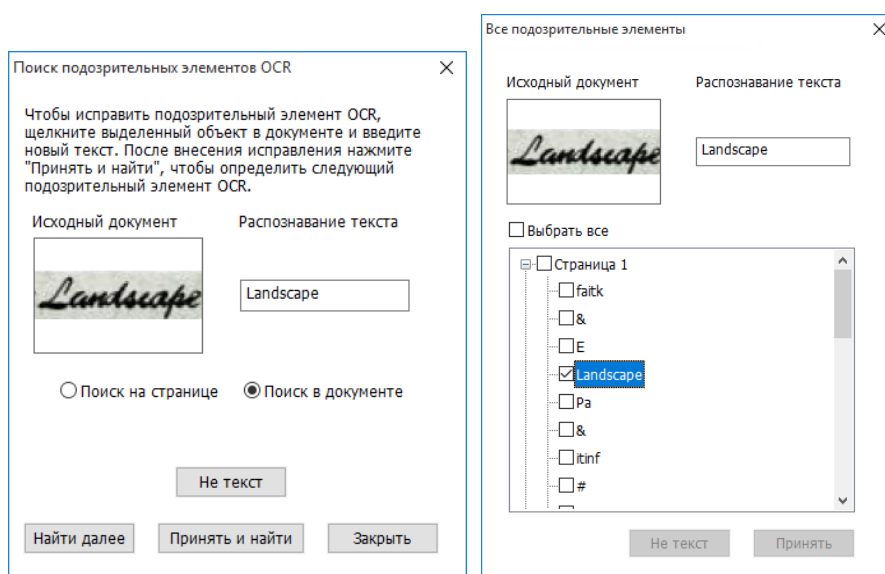 Поиск подозрительных элементов OCR
Чтобы исправить подозрительный элемент OCR,
щелкните выделенный объект в документе и введите
новый текст. После внесения исправления нажмите
"Принять и найти", чтобы определить следующий
подозрительный элемент OCR.
Исходный документ Распознавание текста
Landscape Landscape
Поиск на странице Поиск в документе
Не текст
Найти далее Принять и найти Закрыть
Все подозрительные элементы
Исходный документ Распознавание текста
Landscape Landscape
Выбрать все
Страница 1
faitk
&
E
Landscape
Pa
&
itinf
#
Не текст Принять